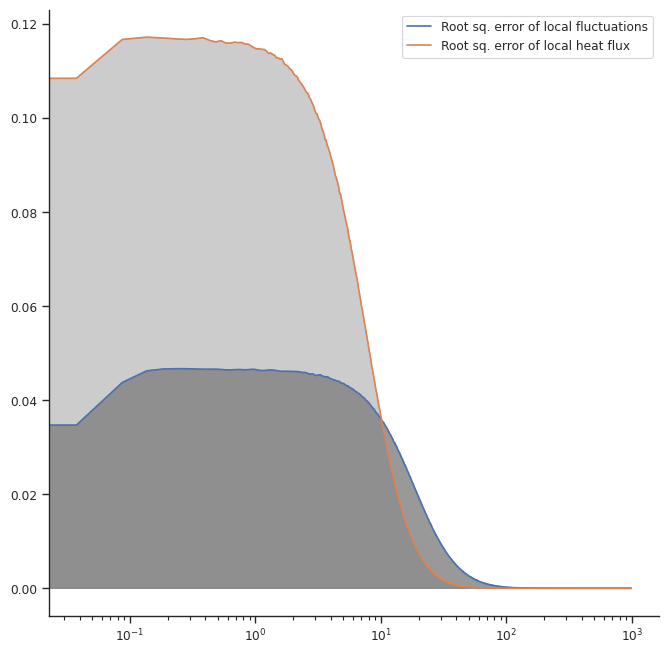 Root sq. error of local fluctuations
Root sq. error of local heat flux
0.12
0.10
0.08
0.06
0.04
0.02
0.00
10⁻¹ 10⁰ 10¹ 10² 10³